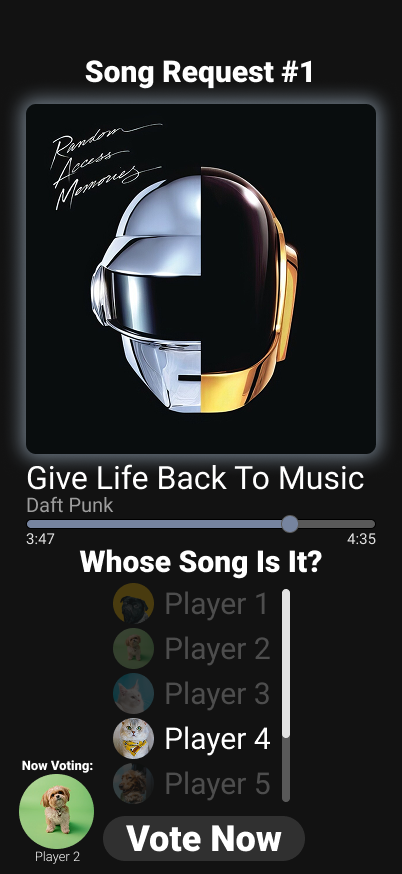 Song Request #1
Random
Access
Memories
Give Life Back To Music
Daft Punk
3:47 4:35
Whose Song Is It?
Player 1
Player 2
Player 3
Player 4
Player 5
Now Voting:
Player 2
Vote Now